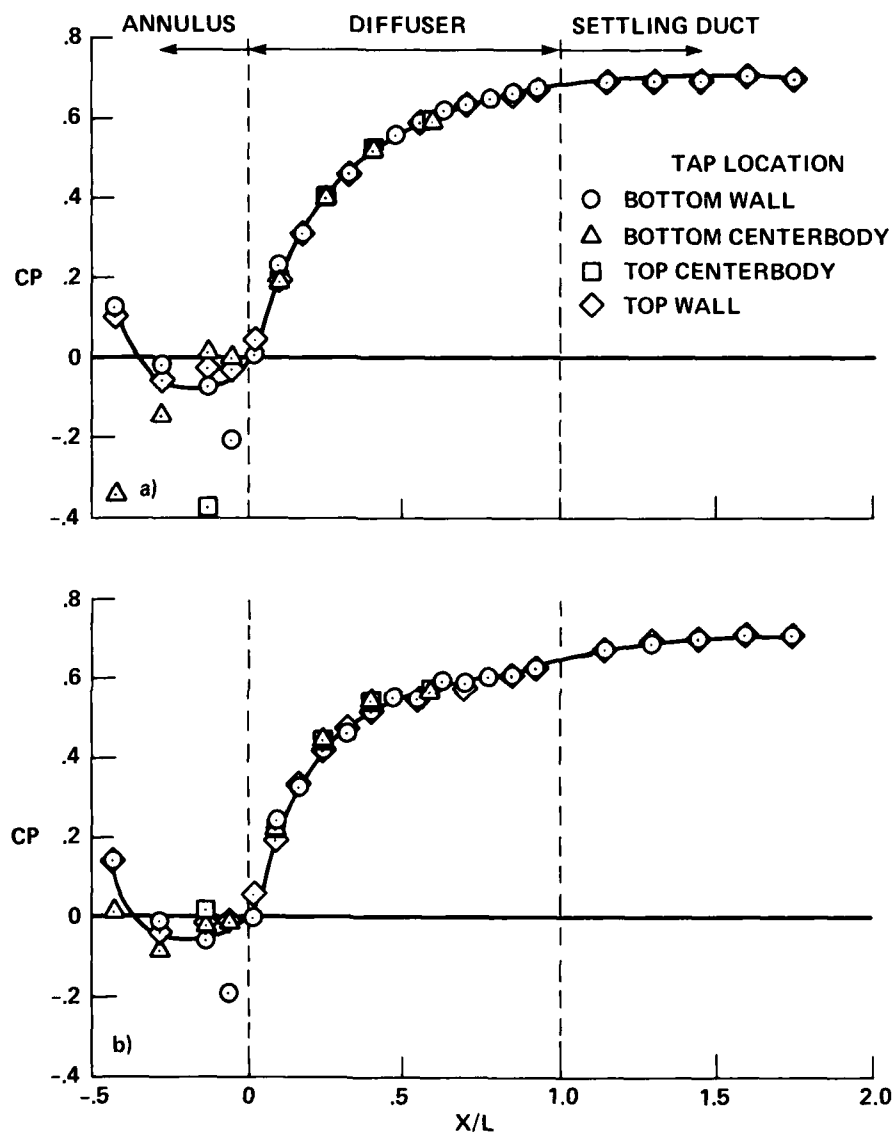 ANNULUS DIFFUSER SETTLING DUCT
.8
.6
.4
.2
0
-.2
-.4
CP
TAP LOCATION
BOTTOM WALL
BOTTOM CENTERBODY
TOP CENTERBODY
TOP WALL
a)
-.5 0 .5 1.0 1.5 2.0
.8
.6
.4
.2
0
-.2
-.4
CP
b)
X/L